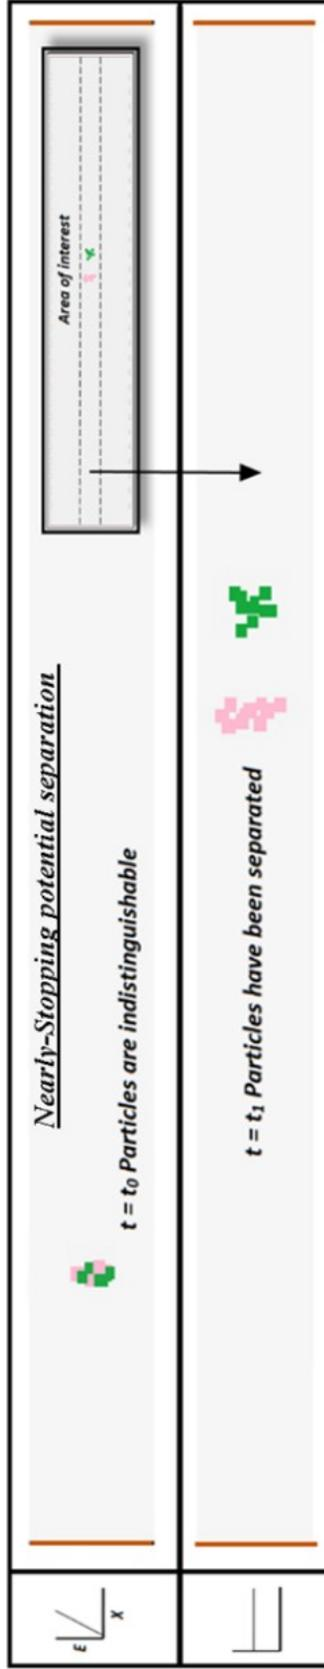 Nearly-Stopping potential separation
Area of interest
t = t₀ Particles are indistinguishable
E
X
t = t₁ Particles have been separated